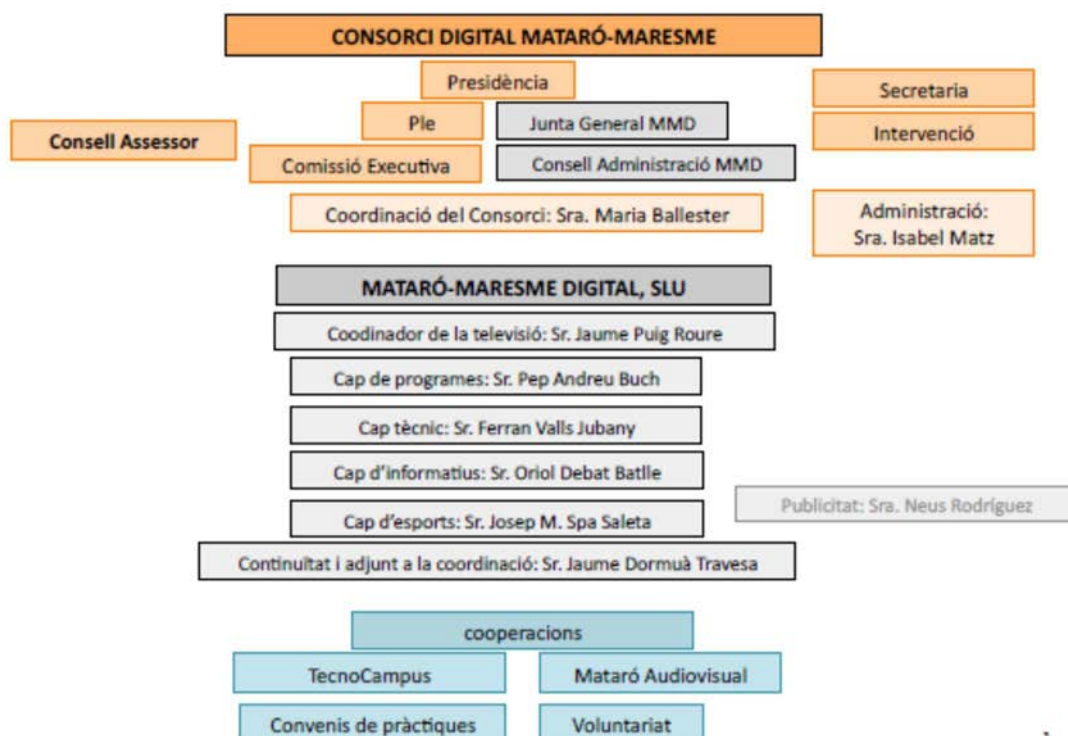 CONSORCI DIGITAL MATARÓ-MARESME
Presidència
Secretaria
Ple
Junta General MMD
Intervenció
Consell Assessor
Comissió Executiva
Consell Administració MMD
Coordinació del Consorci: Sra. Maria Ballester
Administració:
Sra. Isabel Matz
MATARÓ-MARESME DIGITAL, SLU
Coodinador de la televisió: Sr. Jaume Puig Roure
Cap de programes: Sr. Pep Andreu Buch
Cap tècnic: Sr. Ferran Valls Jubany
Cap d'informatius: Sr. Oriol Debat Batlle
Publicitat: Sra. Neus Rodríguez
Cap d'esports: Sr. Josep M. Spa Saleta
Continuïtat i adjunt a la coordinació: Sr. Jaume Dormuà Travesa
cooperacions
TecnoCampus
Mataró Audiovisual
Convenis de pràctiques
Voluntariat